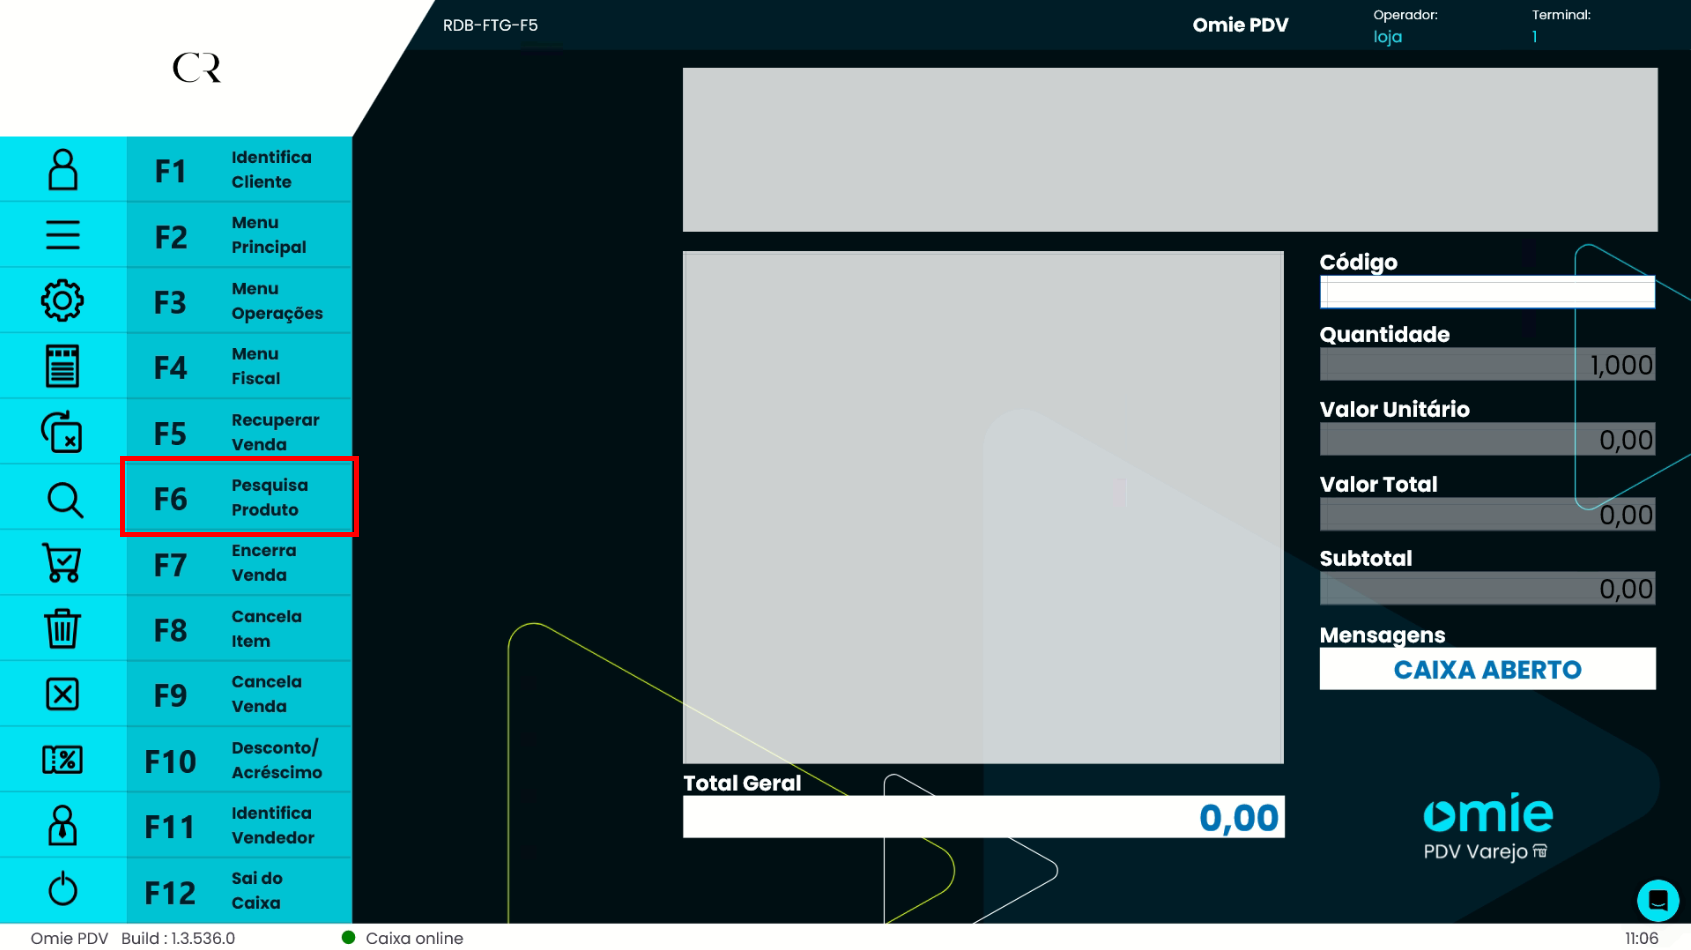 RDB-FTG-F5
Omie PDV
Operador:
loja
Terminal:
1
CR
F1 Identifica
Cliente
F2 Menu
Principal
F3 Menu
Operações
F4 Menu
Fiscal
F5 Recuperar
Venda
F6 Pesquisa
Produto
F7 Encerra
Venda
F8 Cancela
Item
F9 Cancela
Venda
F10 Desconto/
Acréscimo
F11 Identifica
Vendedor
F12 Sai do
Caixa
Código
Quantidade
1,000
Valor Unitário
0,00
Valor Total
0,00
Subtotal
0,00
Mensagens
CAIXA ABERTO
Total Geral
0,00
omie
PDV Varejo
Omie PDV Build : 1.3.536.0
Caixa online
11:06